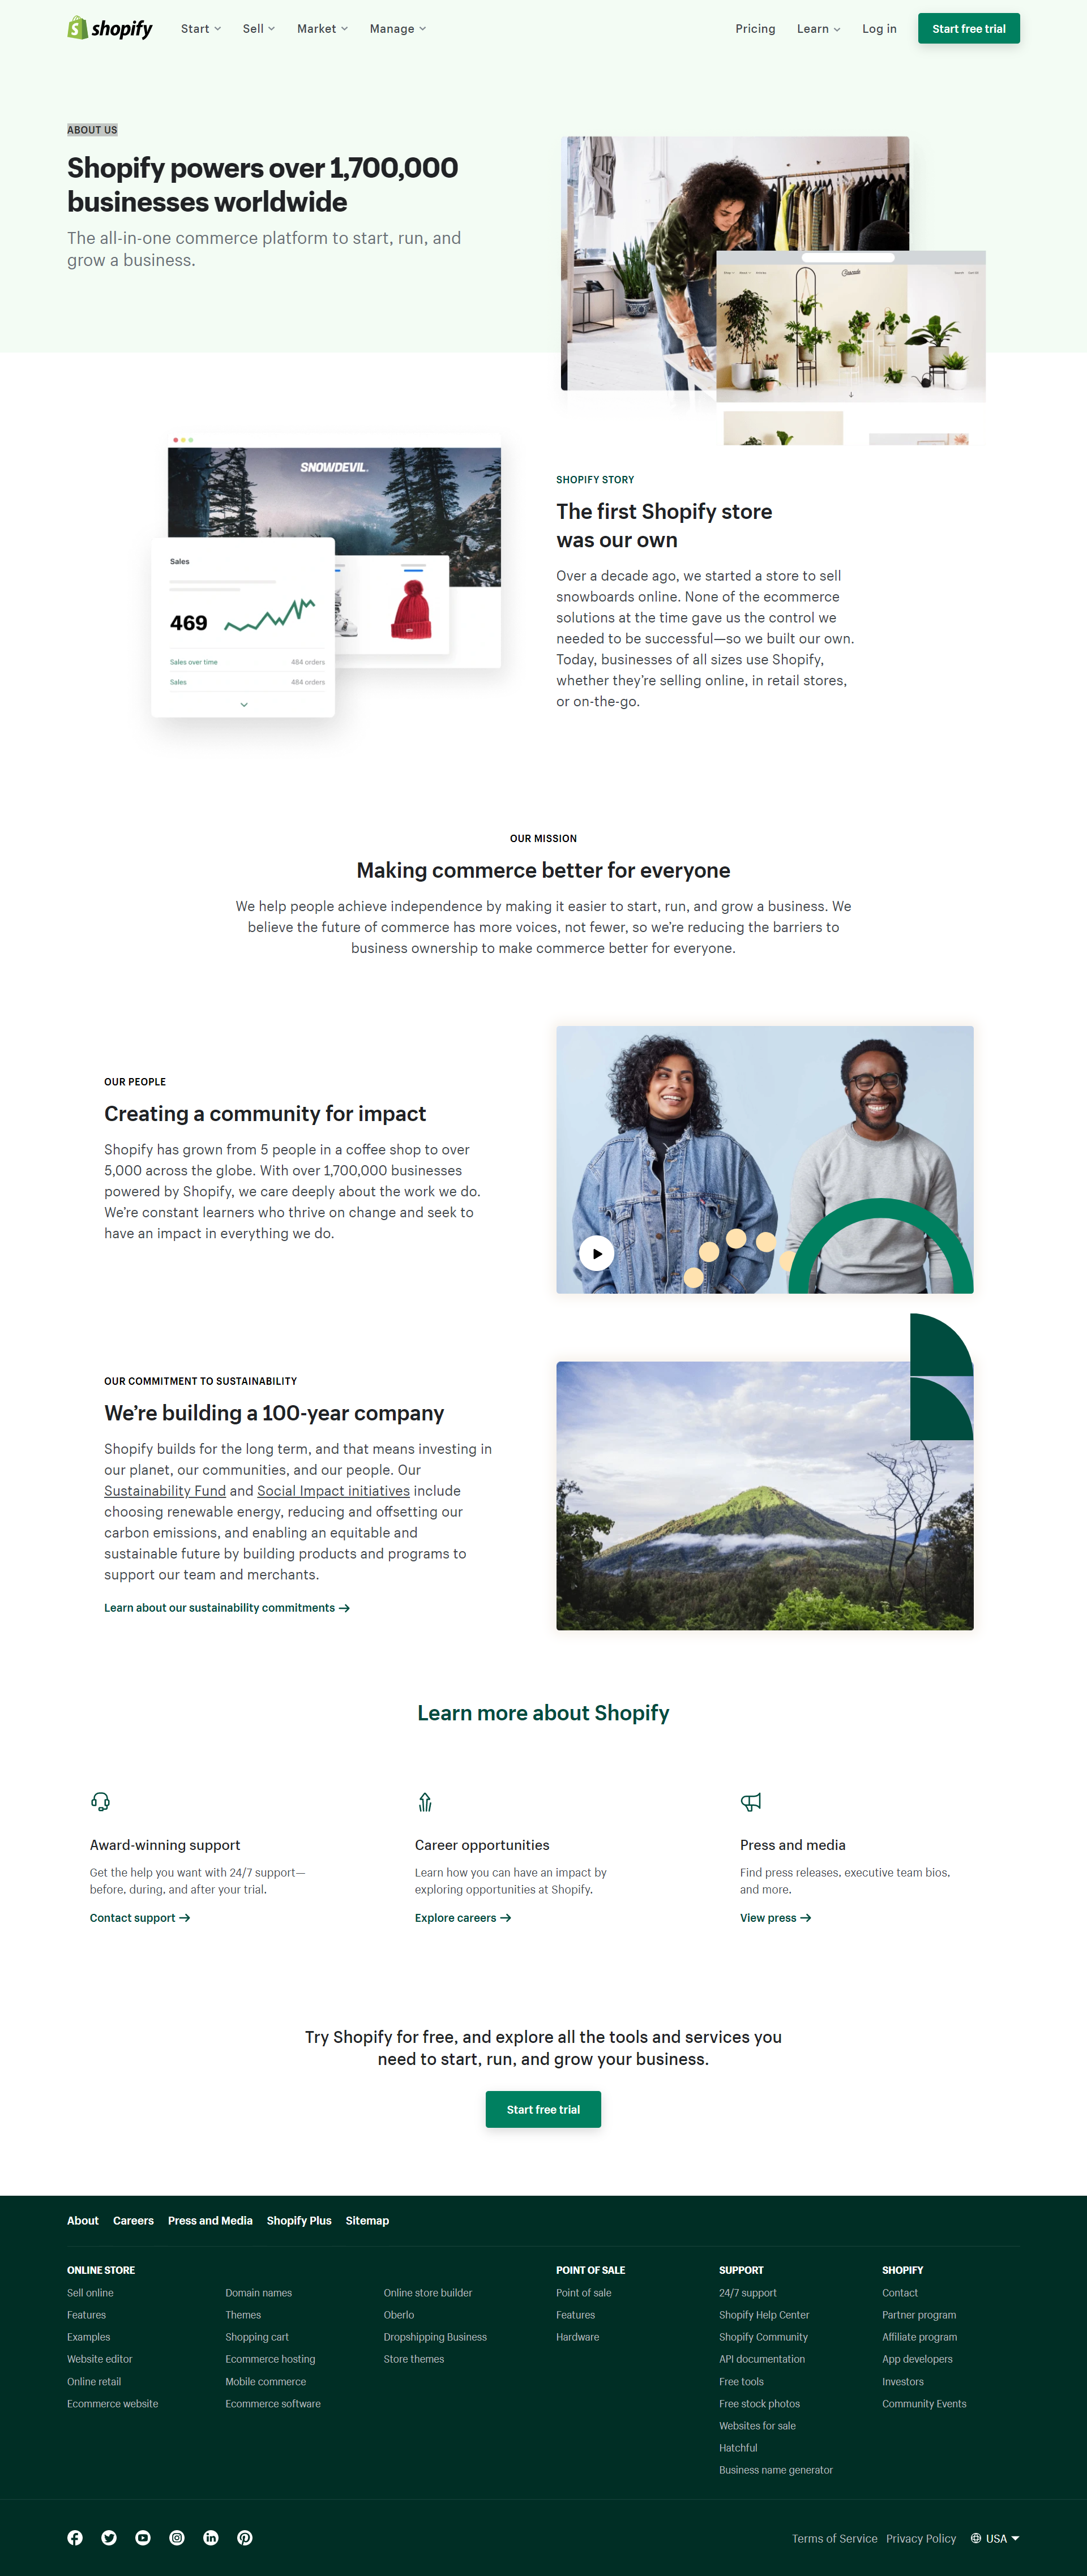 shopify
Start
Sell
Market
Manage
Pricing
Learn
Log in
Start free trial
ABOUT US
Shopify powers over 1,700,000
businesses worldwide
The all-in-one commerce platform to start, run, and
grow a business.
Cascade
SNOWDEVIL
Sales
469
Sales over time 484 orders
Sales 484 orders
SHOPIFY STORY
The first Shopify store
was our own
Over a decade ago, we started a store to sell
snowboards online. None of the ecommerce
solutions at the time gave us the control we
needed to be successful—so we built our own.
Today, businesses of all sizes use Shopify,
whether they’re selling online, in retail stores,
or on-the-go.
OUR MISSION
Making commerce better for everyone
We help people achieve independence by making it easier to start, run, and grow a business. We
believe the future of commerce has more voices, not fewer, so we’re reducing the barriers to
business ownership to make commerce better for everyone.
OUR PEOPLE
Creating a community for impact
Shopify has grown from 5 people in a coffee shop to over
5,000 across the globe. With over 1,700,000 businesses
powered by Shopify, we care deeply about the work we do.
We’re constant learners who thrive on change and seek to
have an impact in everything we do.
OUR COMMITMENT TO SUSTAINABILITY
We’re building a 100-year company
Shopify builds for the long term, and that means investing in
our planet, our communities, and our people. Our
Sustainability Fund and Social Impact initiatives include
choosing renewable energy, reducing and offsetting our
carbon emissions, and enabling an equitable and
sustainable future by building products and programs to
support our team and merchants.
Learn about our sustainability commitments
Learn more about Shopify
Award-winning support
Get the help you want with 24/7 support—
before, during, and after your trial.
Contact support
Career opportunities
Learn how you can have an impact by
exploring opportunities at Shopify.
Explore careers
Press and media
Find press releases, executive team bios,
and more.
View press
Try Shopify for free, and explore all the tools and services you
need to start, run, and grow your business.
Start free trial
About
Careers
Press and Media
Shopify Plus
Sitemap
ONLINE STORE
Sell online
Features
Examples
Website editor
Online retail
Ecommerce website
Domain names
Themes
Shopping cart
Ecommerce hosting
Mobile commerce
Ecommerce software
Online store builder
Oberlo
Dropshipping Business
Store themes
POINT OF SALE
Point of sale
Features
Hardware
SUPPORT
24/7 support
Shopify Help Center
Shopify Community
API documentation
Free tools
Free stock photos
Websites for sale
Hatchful
Business name generator
SHOPIFY
Contact
Partner program
Affiliate program
App developers
Investors
Community Events
Terms of Service
Privacy Policy
USA